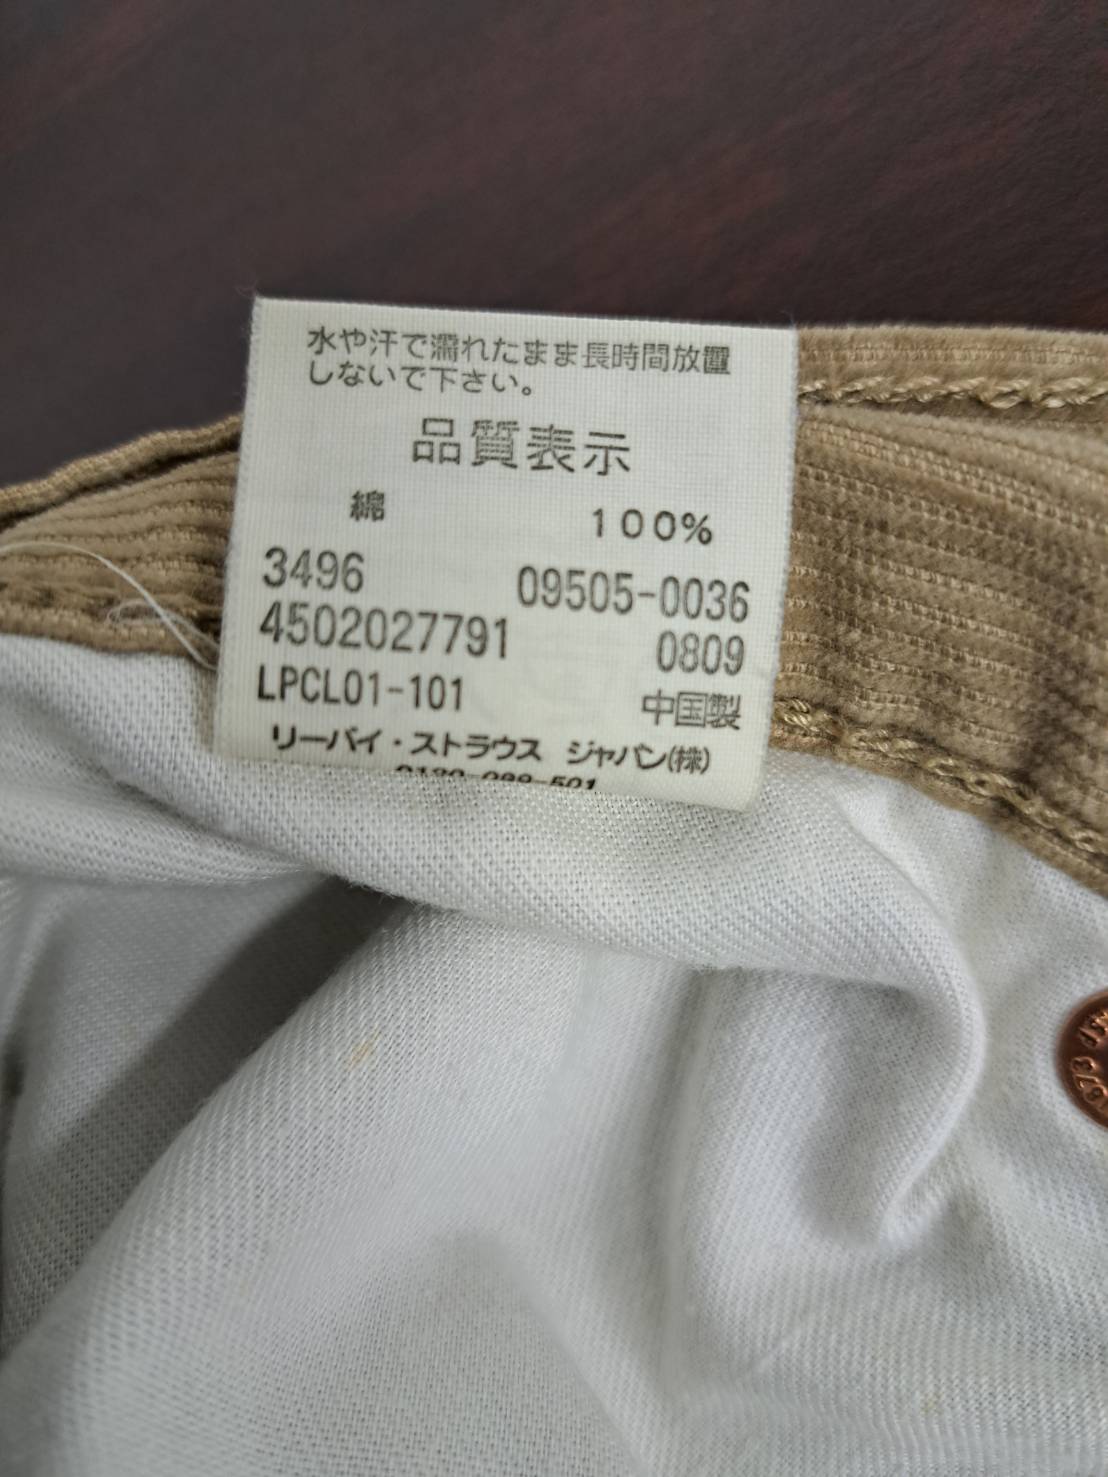 水や汗で濡れたまま長時間放置
しないで下さい。
品質表示
綿 100%
3496 09505-0036
4502027791 0809
LPCL01-101 中国製
リーバイ・ストラウス ジャパン(株)